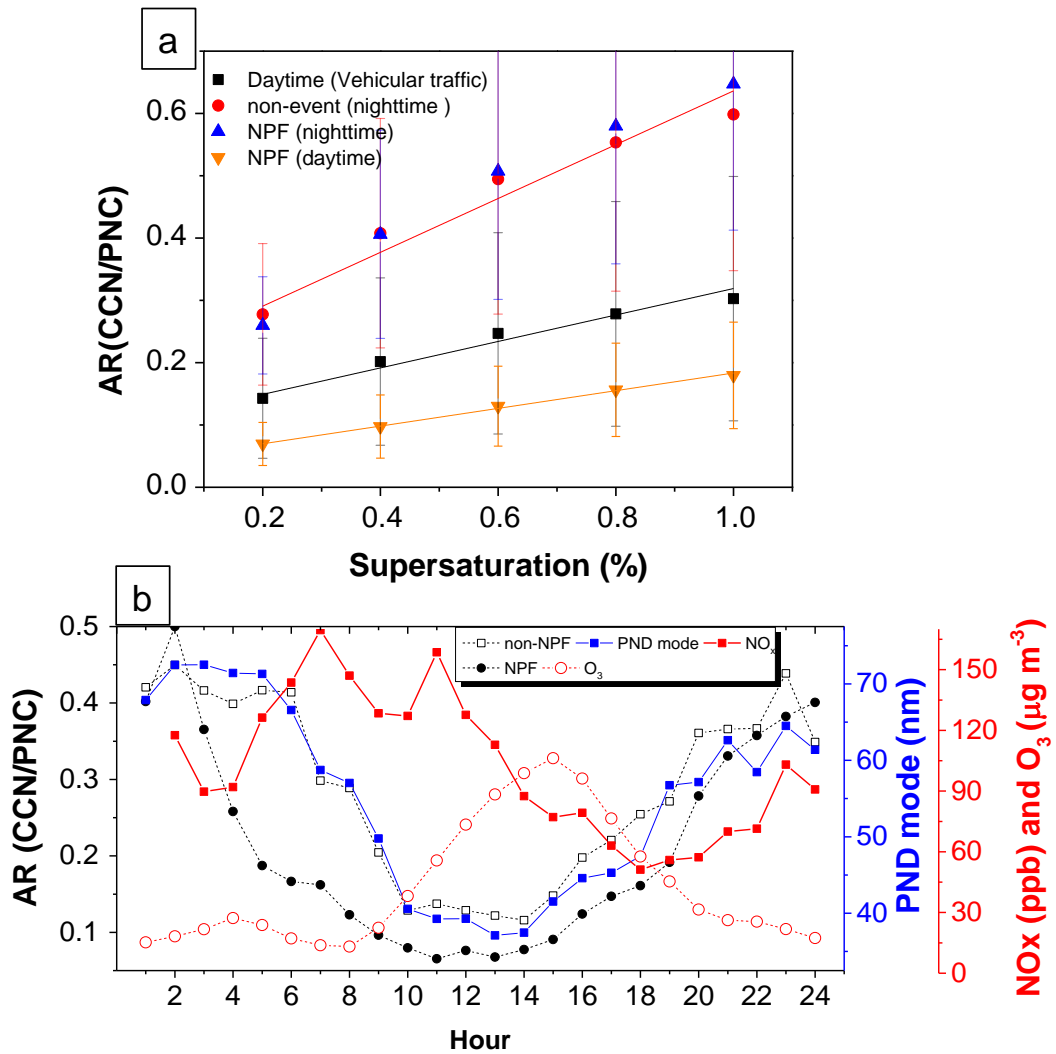 a
Daytime (Vehicular traffic)
non-event (nighttime )
NPF (nighttime)
NPF (daytime)
AR(CCN/PNC)
0.6
0.4
0.2
0.0
0.2 0.4 0.6 0.8 1.0
Supersaturation (%)
b
non-NPF PND mode NOx
NPF O3
AR (CCN/PNC)
0.5
0.4
0.3
0.2
0.1
PND mode (nm)
70
60
50
40
NOx (ppb) and O3 (µg m-3)
150
120
90
60
30
0
2 4 6 8 10 12 14 16 18 20 22 24
Hour